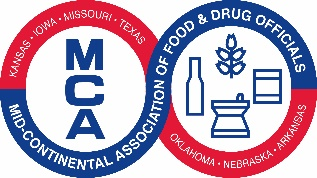 KANSAS • IOWA • MISSOURI • TEXAS
MCA
MID-CONTINENTAL ASSOCIATION OF FOOD & DRUG OFFICIALS
OKLAHOMA • NEBRASKA • ARKANSAS